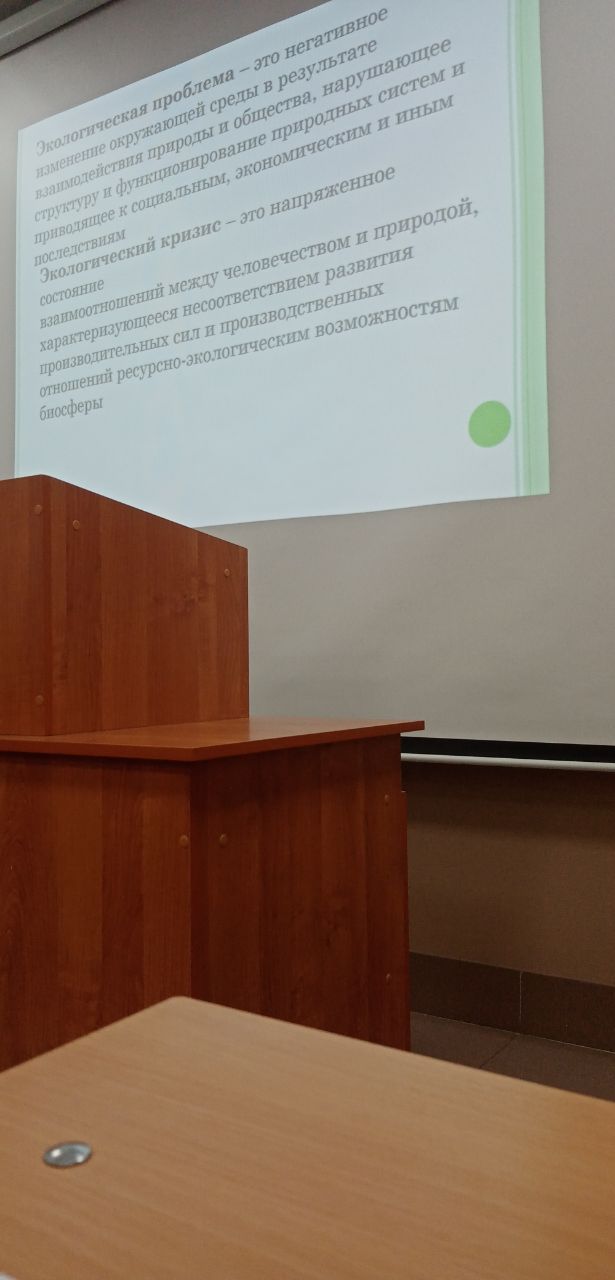 Экологическая проблема – это негативное
изменение окружающей среды в результате
взаимодействия природы и общества, нарушающее
структуру и функционирование природных систем и
приводящее к социальным, экономическим и иным
последствиям
Экологический кризис – это напряженное
состояние
взаимоотношений между человечеством и природой,
характеризующееся несоответствием развития
производительных сил и производственных
отношений ресурсно-экологическим возможностям
биосферы